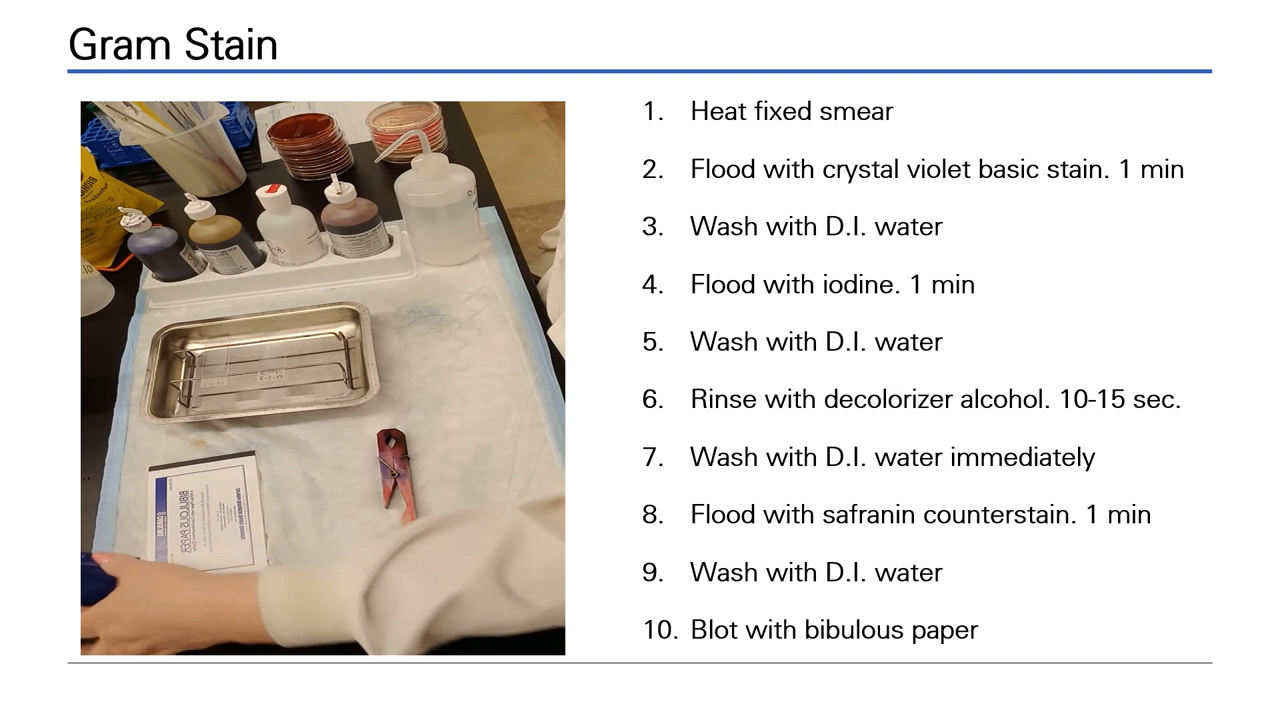 Gram Stain
1. Heat fixed smear
2. Flood with crystal violet basic stain. 1 min
3. Wash with D.I. water
4. Flood with iodine. 1 min
5. Wash with D.I. water
6. Rinse with decolorizer alcohol. 10-15 sec.
7. Wash with D.I. water immediately
8. Flood with safranin counterstain. 1 min
9. Wash with D.I. water
10. Blot with bibulous paper
BIBULOUS PAPER